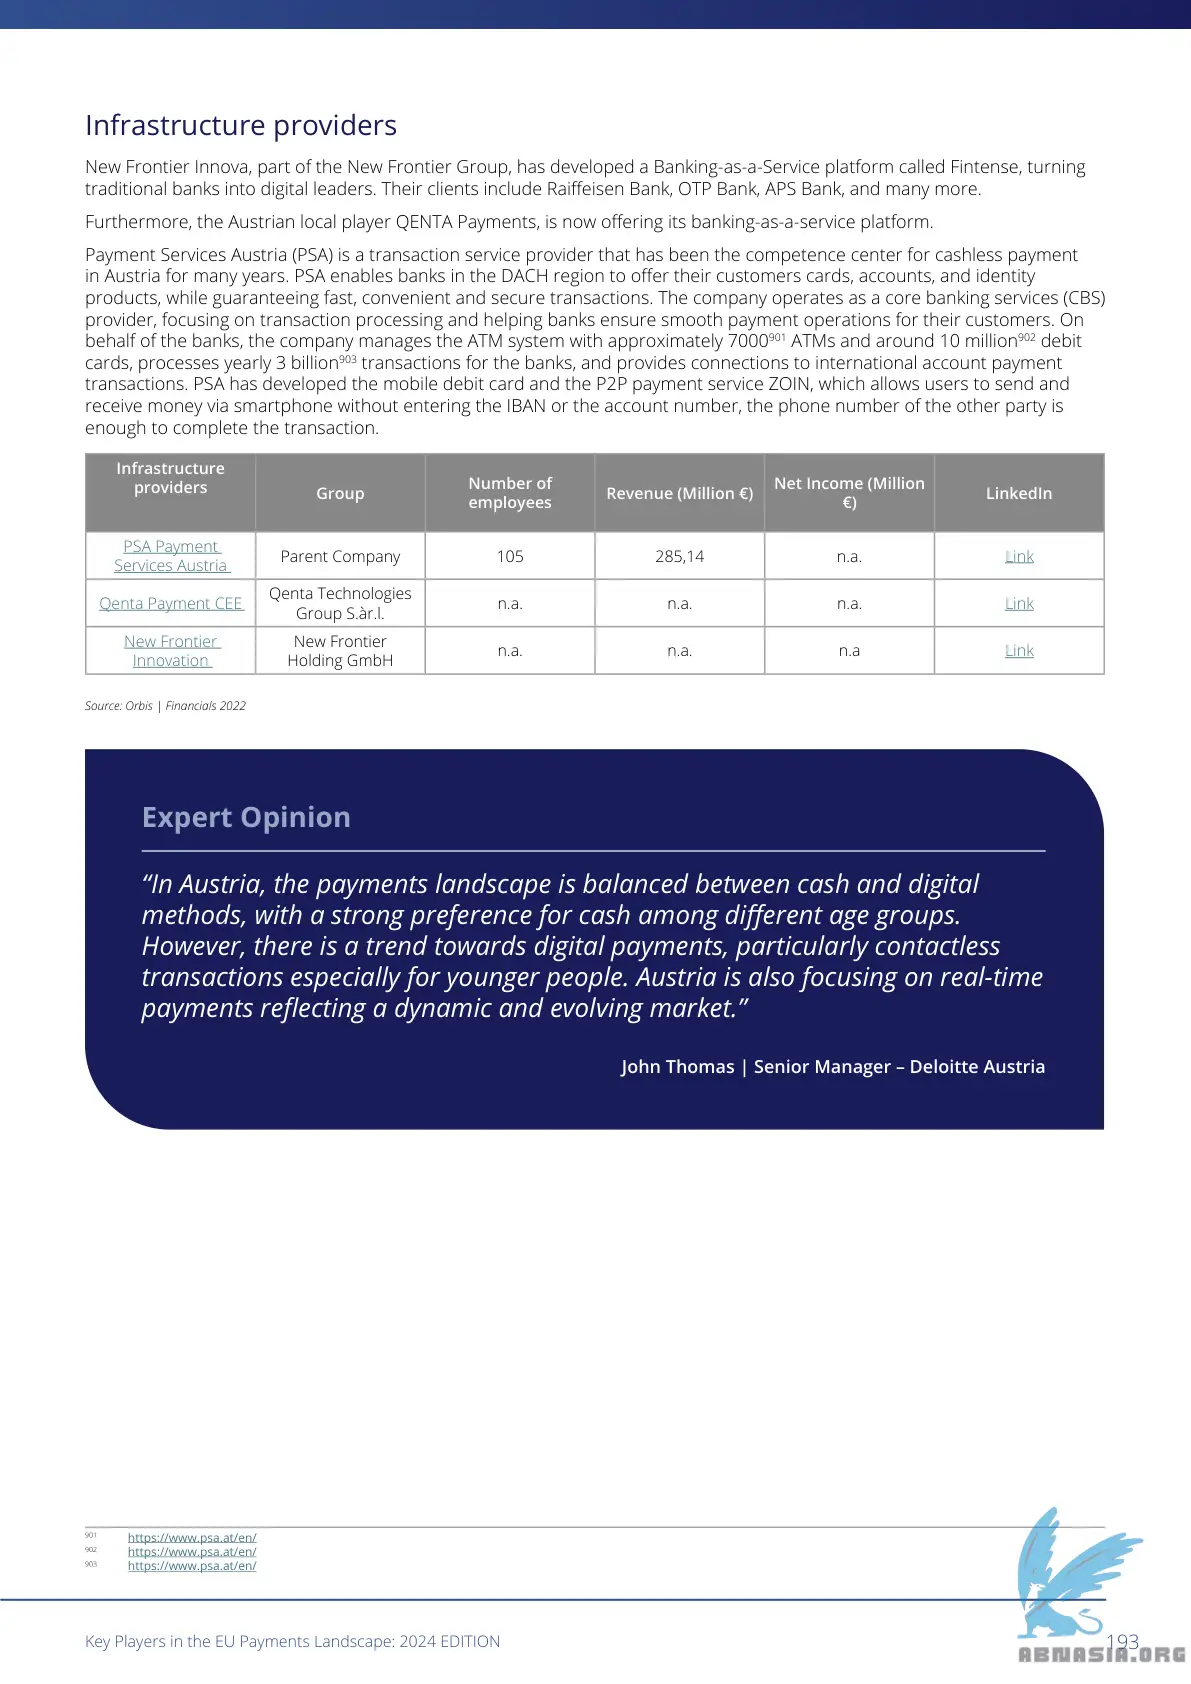 Infrastructure providers
New Frontier Innova, part of the New Frontier Group, has developed a Banking-as-a-Service platform called Fintense, turning
traditional banks into digital leaders. Their clients include Raiffeisen Bank, OTP Bank, APS Bank, and many more.
Furthermore, the Austrian local player QENTA Payments, is now offering its banking-as-a-service platform.
Payment Services Austria (PSA) is a transaction service provider that has been the competence center for cashless payment
in Austria for many years. PSA enables banks in the DACH region to offer their customers cards, accounts, and identity
products, while guaranteeing fast, convenient and secure transactions. The company operates as a core banking services (CBS)
provider, focusing on transaction processing and helping banks ensure smooth payment operations for their customers. On
behalf of the banks, the company manages the ATM system with approximately 7000901 ATMs and around 10 million902 debit
cards, processes yearly 3 billion903 transactions for the banks, and provides connections to international account payment
transactions. PSA has developed the mobile debit card and the P2P payment service ZOIN, which allows users to send and
receive money via smartphone without entering the IBAN or the account number, the phone number of the other party is
enough to complete the transaction.
Infrastructure
providers
Group
Number of
employees
Revenue (Million €)
Net Income (Million
€)
LinkedIn
PSA Payment
Services Austria
Parent Company
105
285,14
n.a.
Link
Qenta Payment CEE
Qenta Technologies
Group S.àr.l.
n.a.
n.a.
n.a.
Link
New Frontier
Innovation
New Frontier
Holding GmbH
n.a.
n.a.
n.a
Link
Source: Orbis | Financials 2022
Expert Opinion
“In Austria, the payments landscape is balanced between cash and digital
methods, with a strong preference for cash among different age groups.
However, there is a trend towards digital payments, particularly contactless
transactions especially for younger people. Austria is also focusing on real-time
payments reflecting a dynamic and evolving market.”
John Thomas | Senior Manager – Deloitte Austria
901 https://www.psa.at/en/
902 https://www.psa.at/en/
903 https://www.psa.at/en/
Key Players in the EU Payments Landscape: 2024 EDITION
193
ABNASIA.ORG